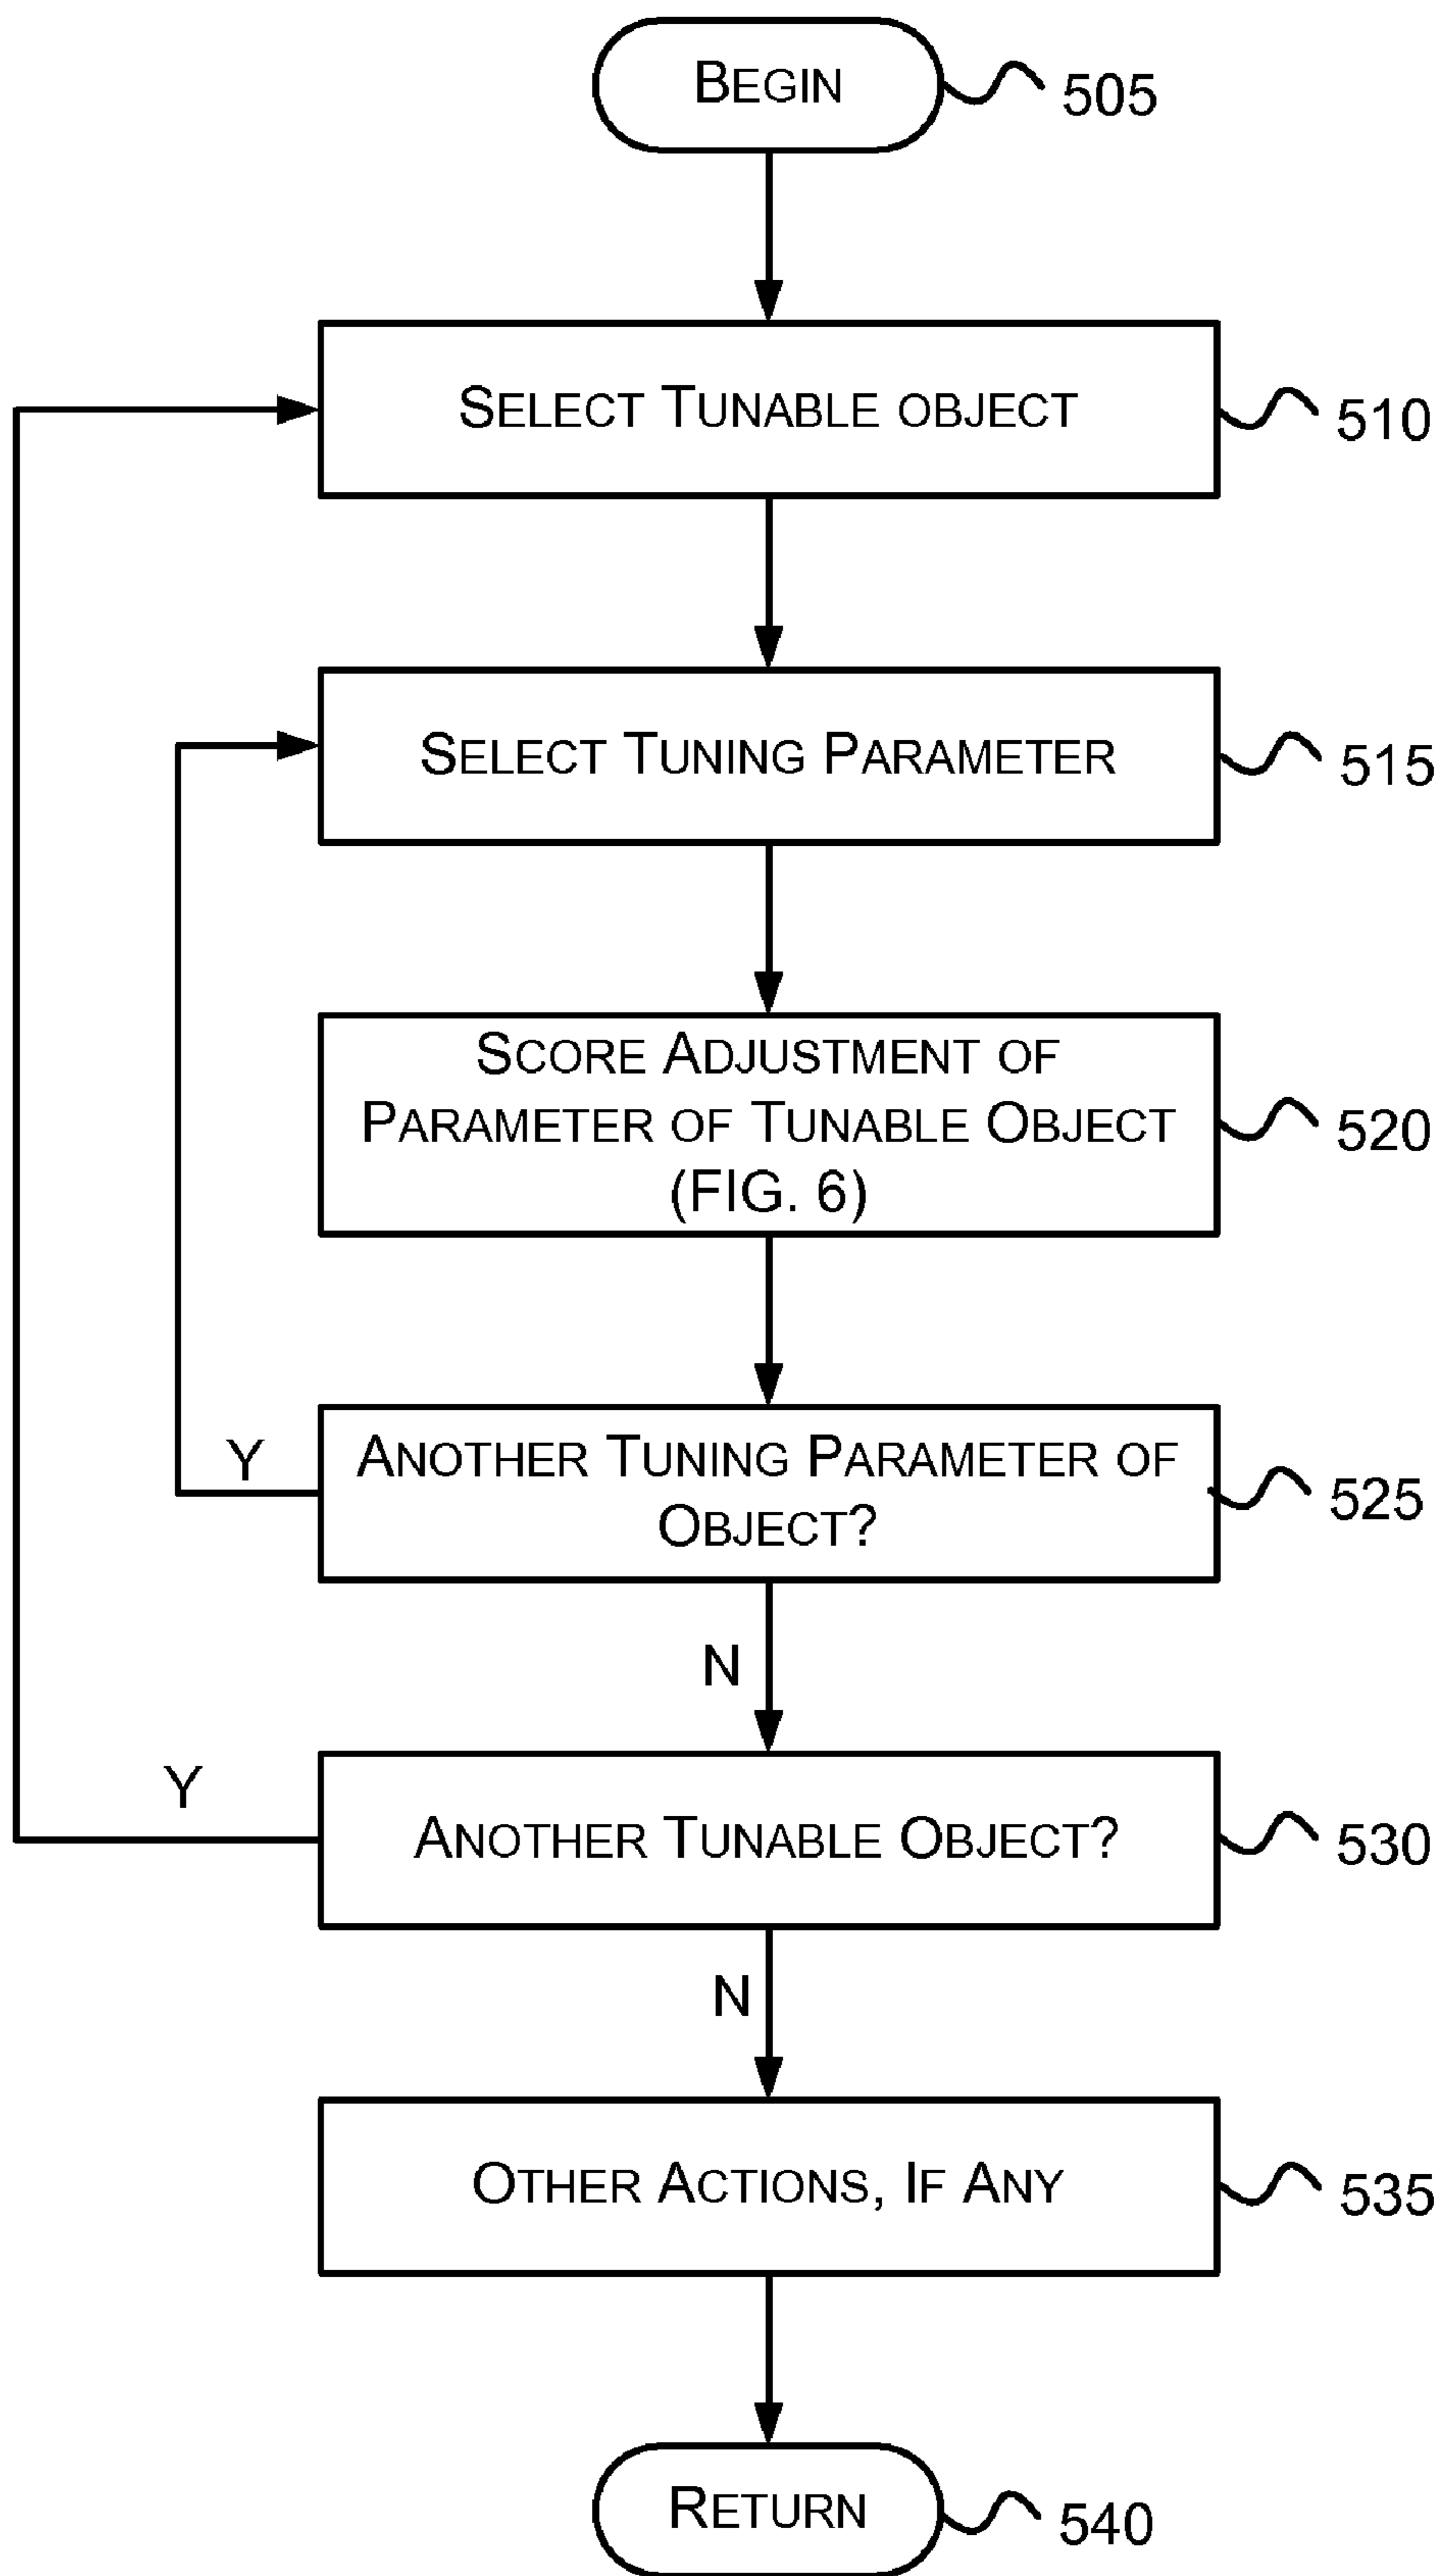 BEGIN
505
SELECT TUNABLE OBJECT
510
SELECT TUNING PARAMETER
515
SCORE ADJUSTMENT OF
PARAMETER OF TUNABLE OBJECT
(FIG. 6)
520
ANOTHER TUNING PARAMETER OF
OBJECT?
525
Y
N
ANOTHER TUNABLE OBJECT?
530
Y
N
OTHER ACTIONS, IF ANY
535
RETURN
540